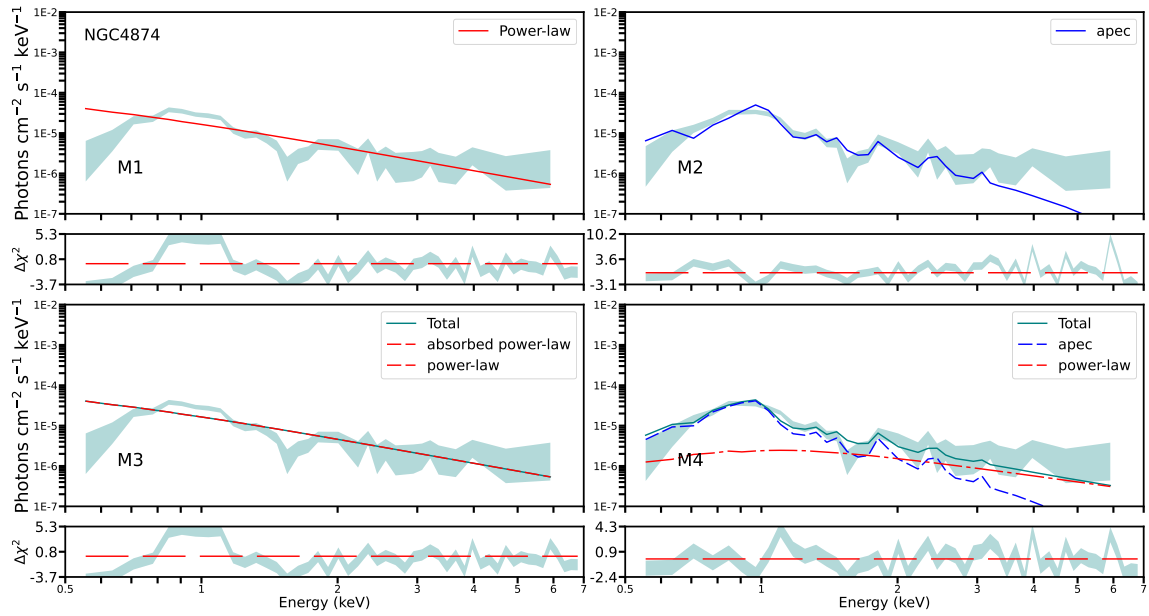 Photons cm−2 s−1 keV−1
1E-2
1E-3
1E-4
1E-5
1E-6
1E-7
NGC4874
Power-law
M1
1E-2
1E-3
1E-4
1E-5
1E-6
1E-7
apec
M2
Δχ2
5.3
0.8
-3.7
10.2
3.6
-3.1
Photons cm−2 s−1 keV−1
1E-2
1E-3
1E-4
1E-5
1E-6
1E-7
Total
absorbed power-law
power-law
M3
1E-2
1E-3
1E-4
1E-5
1E-6
1E-7
Total
apec
power-law
M4
Δχ2
5.3
0.8
-3.7
4.3
0.9
-2.4
0.5 1 2 3 4 5 6 7
0.5 1 2 3 4 5 6 7
Energy (keV)
Energy (keV)